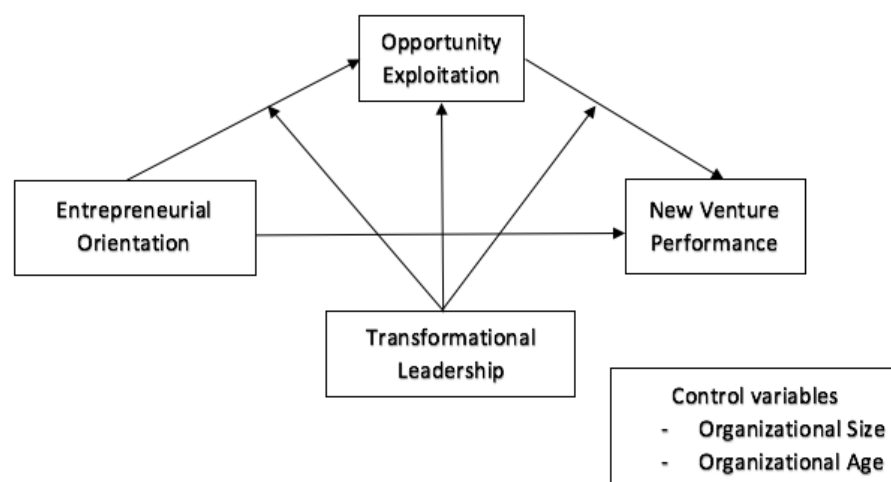 Opportunity
Exploitation
Entrepreneurial
Orientation
New Venture
Performance
Transformational
Leadership
Control variables
- Organizational Size
- Organizational Age